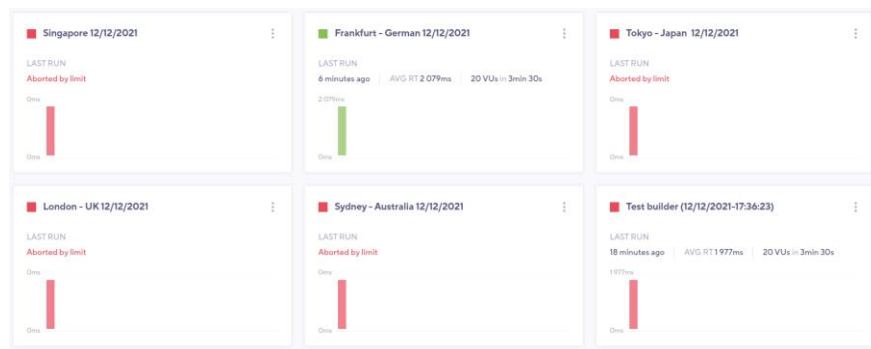 Singapore 12/12/2021
LAST RUN
Aborted by limit
0ms
0ms
Frankfurt - German 12/12/2021
LAST RUN
6 minutes ago AVG RT 2 079ms 20 VUs in 3min 30s
2 079ms
0ms
Tokyo - Japan 12/12/2021
LAST RUN
Aborted by limit
0ms
0ms
London - UK 12/12/2021
LAST RUN
Aborted by limit
0ms
0ms
Sydney - Australia 12/12/2021
LAST RUN
Aborted by limit
0ms
0ms
Test builder (12/12/2021-17:36:23)
LAST RUN
18 minutes ago AVG RT 1 977ms 20 VUs in 3min 30s
1 977ms
0ms